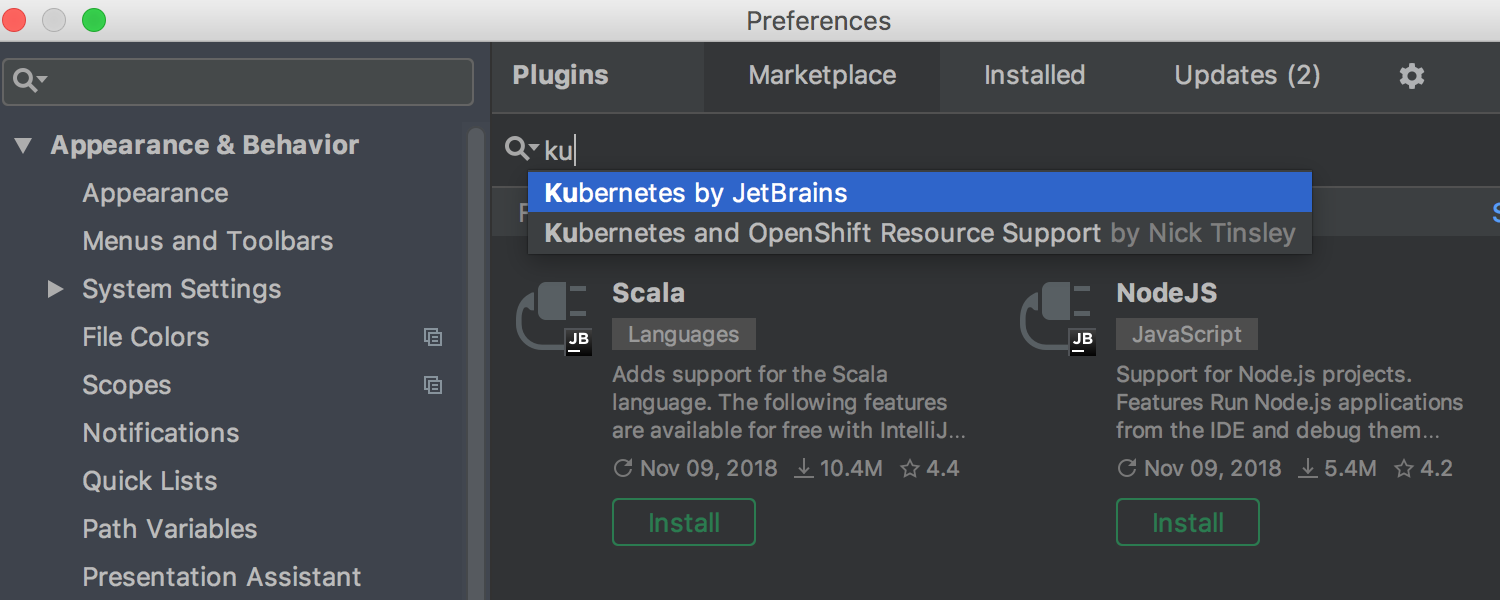 Preferences
Plugins
Marketplace
Installed
Updates (2)
ku
Kubernetes by JetBrains
Kubernetes and OpenShift Resource Support by Nick Tinsley
Appearance & Behavior
Appearance
Menus and Toolbars
System Settings
File Colors
Scopes
Notifications
Quick Lists
Path Variables
Presentation Assistant
Scala
JB
Languages
Adds support for the Scala
language. The following features
are available for free with IntelliJ...
Nov 09, 2018 10.4M 4.4
Install
NodeJS
JB
JavaScript
Support for Node.js projects.
Features Run Node.js applications
from the IDE and debug them...
Nov 09, 2018 5.4M 4.2
Install